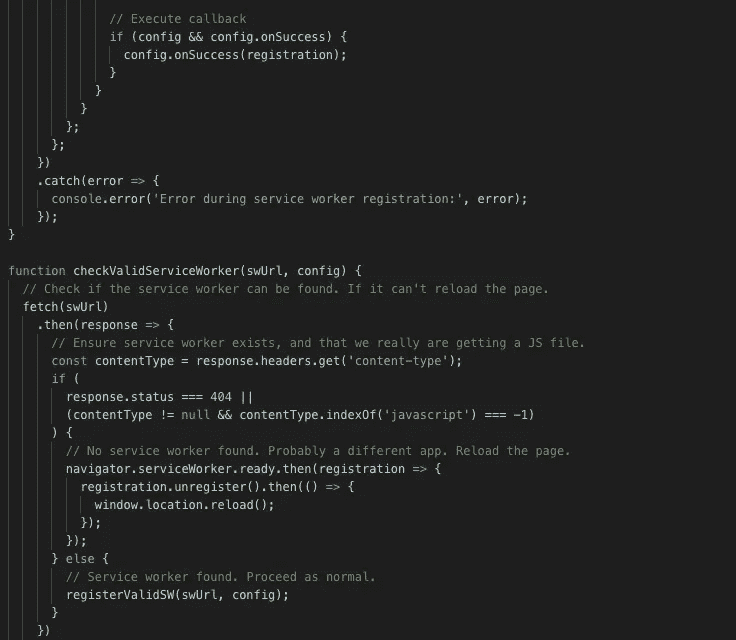 // Execute callback
if (config && config.onSuccess) {
config.onSuccess(registration);
}
}
}
};
};
})
.catch(error => {
console.error('Error during service worker registration:', error);
});
}
function checkValidServiceWorker(swUrl, config) {
// Check if the service worker can be found. If it can't reload the page.
fetch(swUrl)
.then(response => {
// Ensure service worker exists, and that we really are getting a JS file.
const contentType = response.headers.get('content-type');
if (
response.status === 404 ||
(contentType != null && contentType.indexOf('javascript') === -1)
) {
// No service worker found. Probably a different app. Reload the page.
navigator.serviceWorker.ready.then(registration => {
registration.unregister().then(() => {
window.location.reload();
});
});
} else {
// Service worker found. Proceed as normal.
registerValidSW(swUrl, config);
}
})